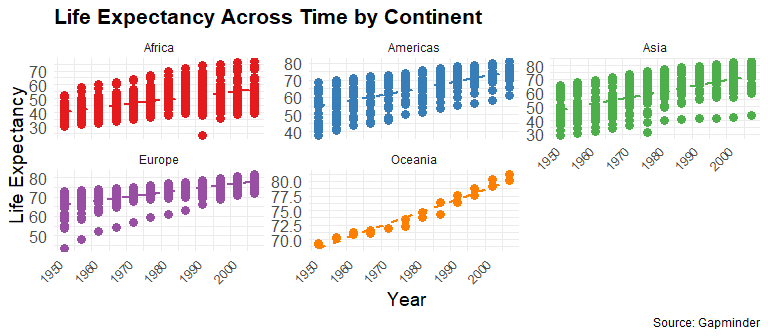 Life Expectancy Across Time by Continent
Africa
Americas
Asia
70
60
50
40
30
80
70
60
50
40
80
70
60
50
40
30
1950 1960 1970 1980 1990 2000
Europe
Oceania
80
70
60
50
80.0
77.5
75.0
72.5
70.0
1950 1960 1970 1980 1990 2000
1950 1960 1970 1980 1990 2000
Life Expectancy
Year
Source: Gapminder